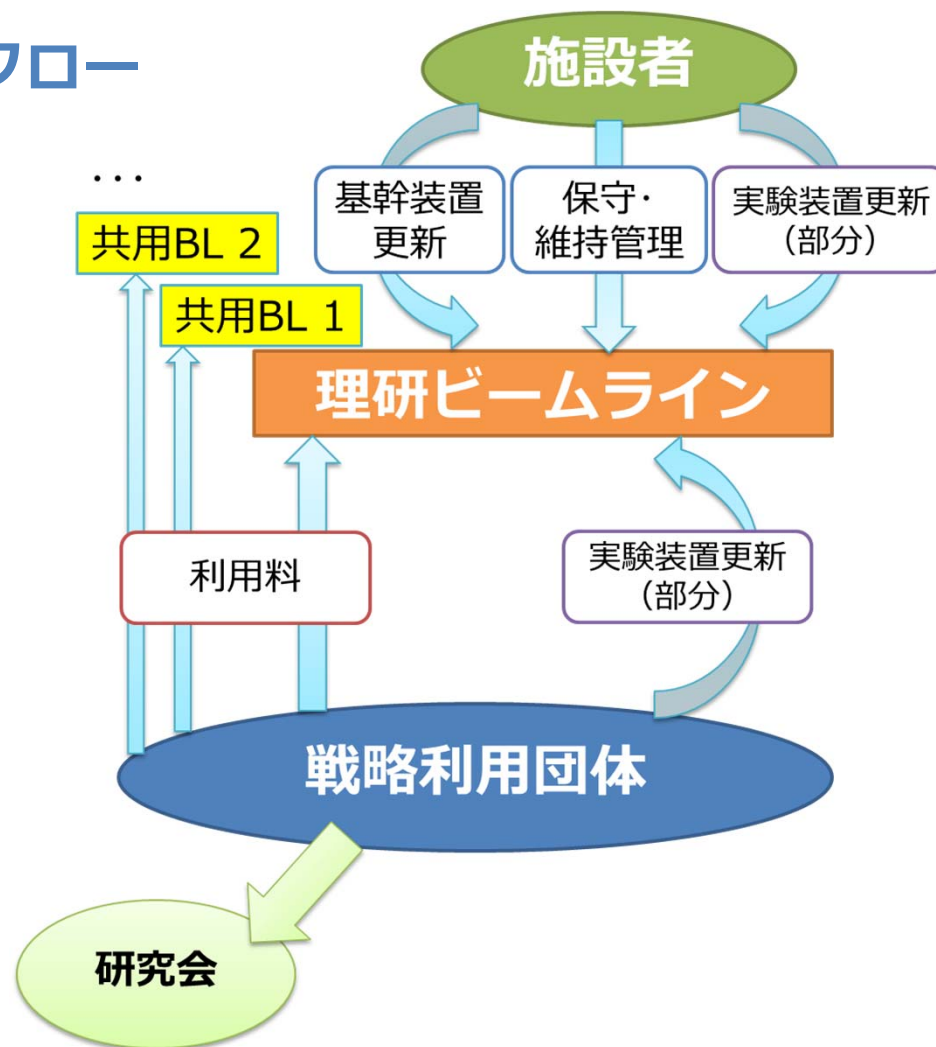 フロー
施設者
・・・
基幹装置
更新
保守・
維持管理
実験装置更新
（部分）
共用BL 2
共用BL 1
理研ビームライン
利用料
実験装置更新
（部分）
戦略利用団体
研究会